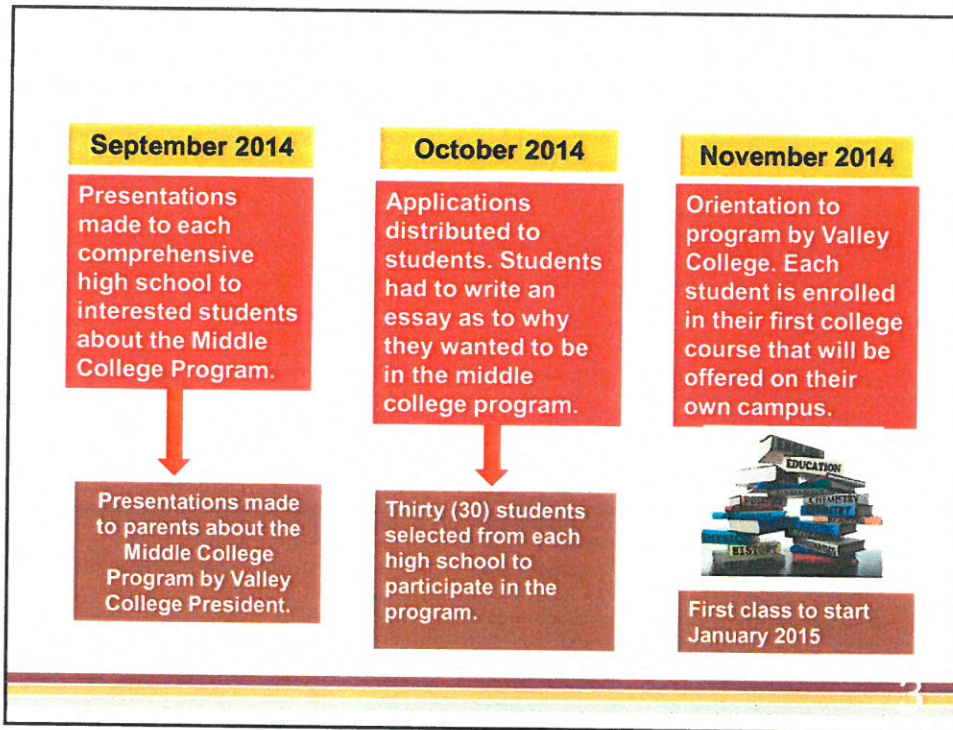 September 2014
Presentations
made to each
comprehensive
high school to
interested students
about the Middle
College Program.
Presentations made
to parents about the
Middle College
Program by Valley
College President.
October 2014
Applications
distributed to
students. Students
had to write an
essay as to why
they wanted to be
in the middle
college program.
Thirty (30) students
selected from each
high school to
participate in the
program.
November 2014
Orientation to
program by Valley
College. Each
student is enrolled
in their first college
course that will be
offered on their
own campus.
EDUCATION
CHEMISTRY
HISTORY
First class to start
January 2015
3